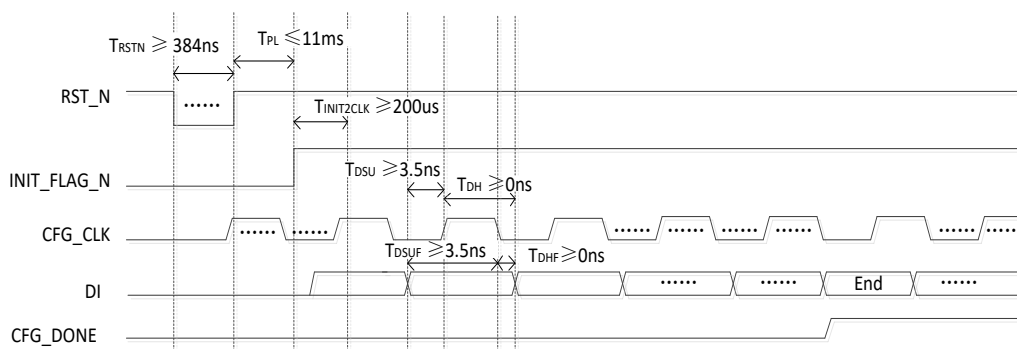 TRSTN ≥ 384ns
TPL ≤11ms
RST_N
······
TINIT2CLK ≥200us
INIT_FLAG_N
TDSU ≥3.5ns
TDH ≥0ns
CFG_CLK
······ ······ ······ ······ ······ ······ ······ ······
TDSUF ≥3.5ns
TDHF ≥0ns
DI
······ ······ End ······
CFG_DONE